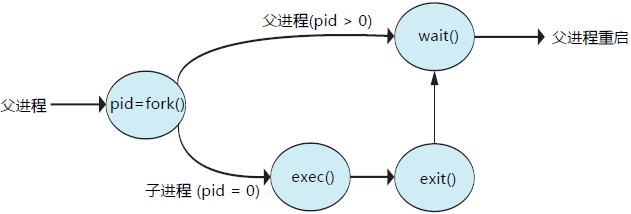 父进程(pid > 0)
wait()
父进程重启
父进程
pid=fork()
子进程 (pid = 0)
exec()
exit()